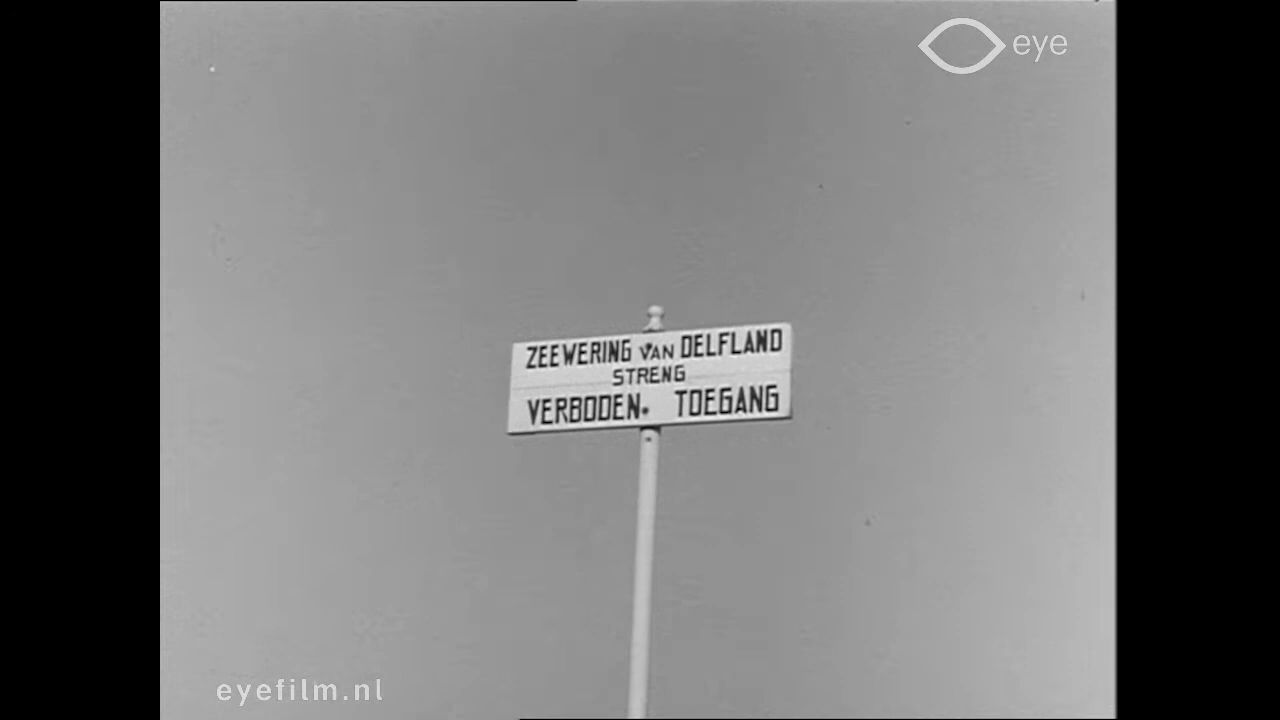 eye
ZEEWERING VAN DELFLAND
STRENG
VERBODEN. TOEGANG
eyefilm.nl